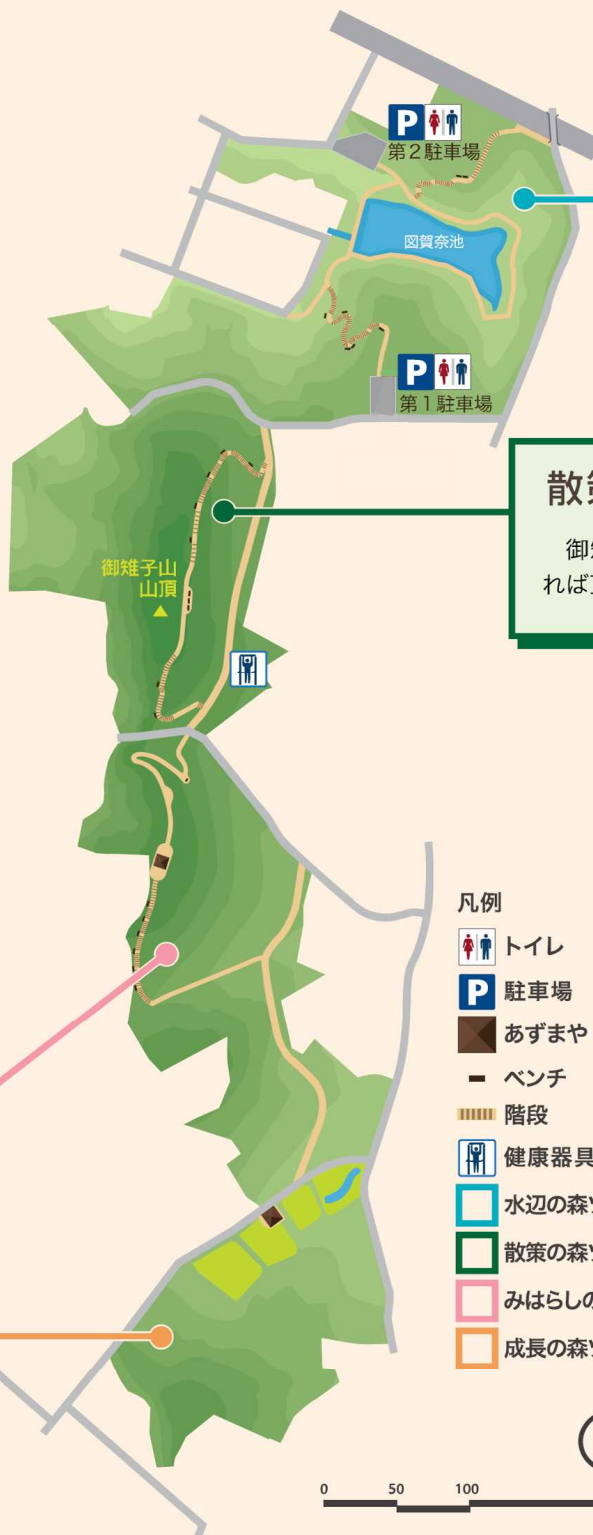 P
第2駐車場
図賀奈池
P
第1駐車場
散
御
れば
御雉子山
山頂
凡例
トイレ
P 駐車場
あずまや
ベンチ
階段
健康器具
水辺の森
散策の森
みはらしの
成長の森
0 50 100